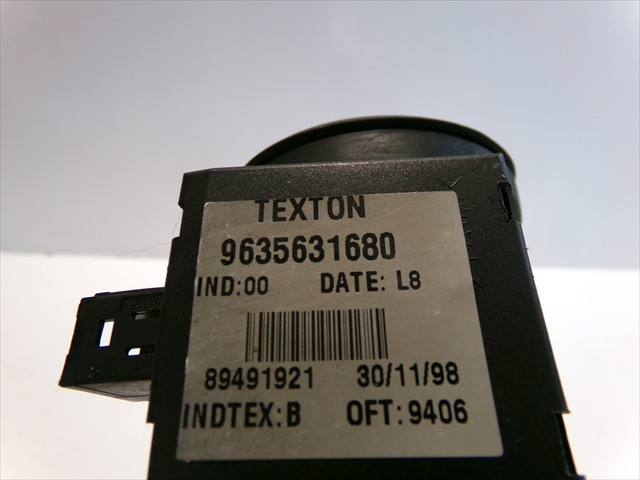 TEXTON
9635631680
IND:00 DATE: L8
89491921 30/11/98
INDTEX:B OFT:9406